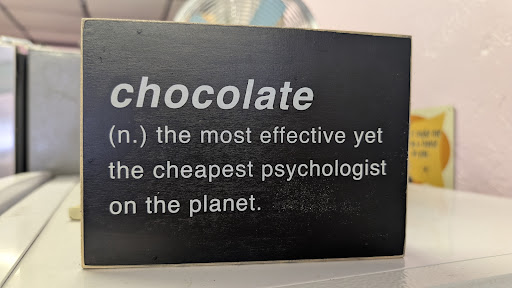 chocolate
(n.) the most effective yet
the cheapest psychologist
on the planet.